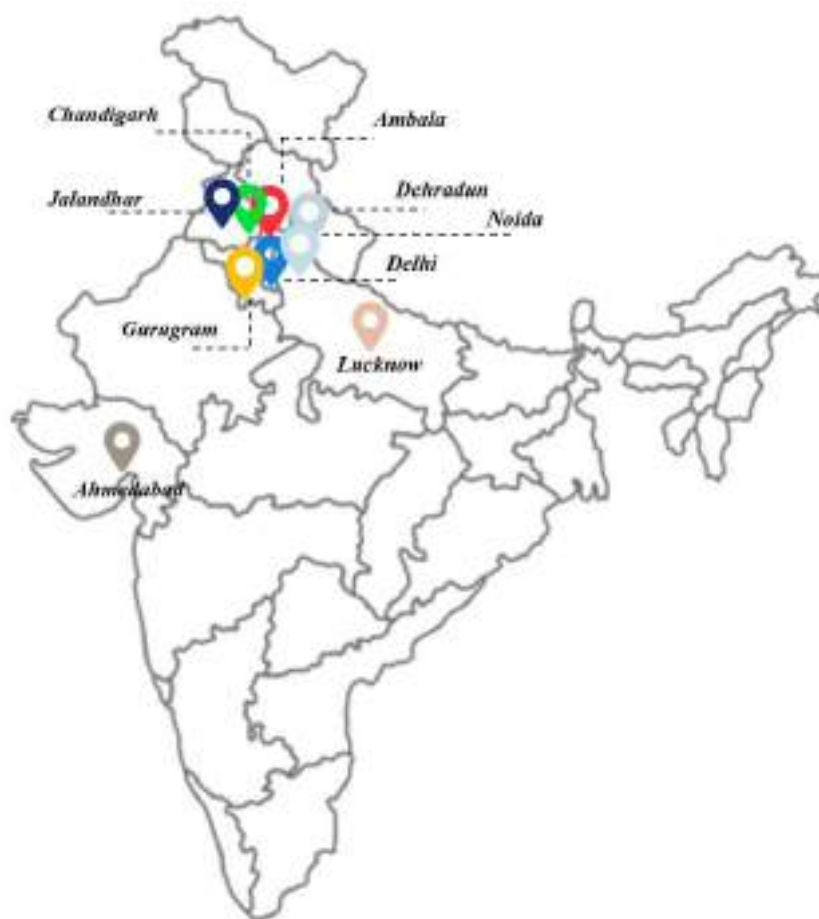 Chandigarh
Ambala
Jalandhar
Dehradun
Noida
Delhi
Gurugram
Lucknow
Ahmedabad